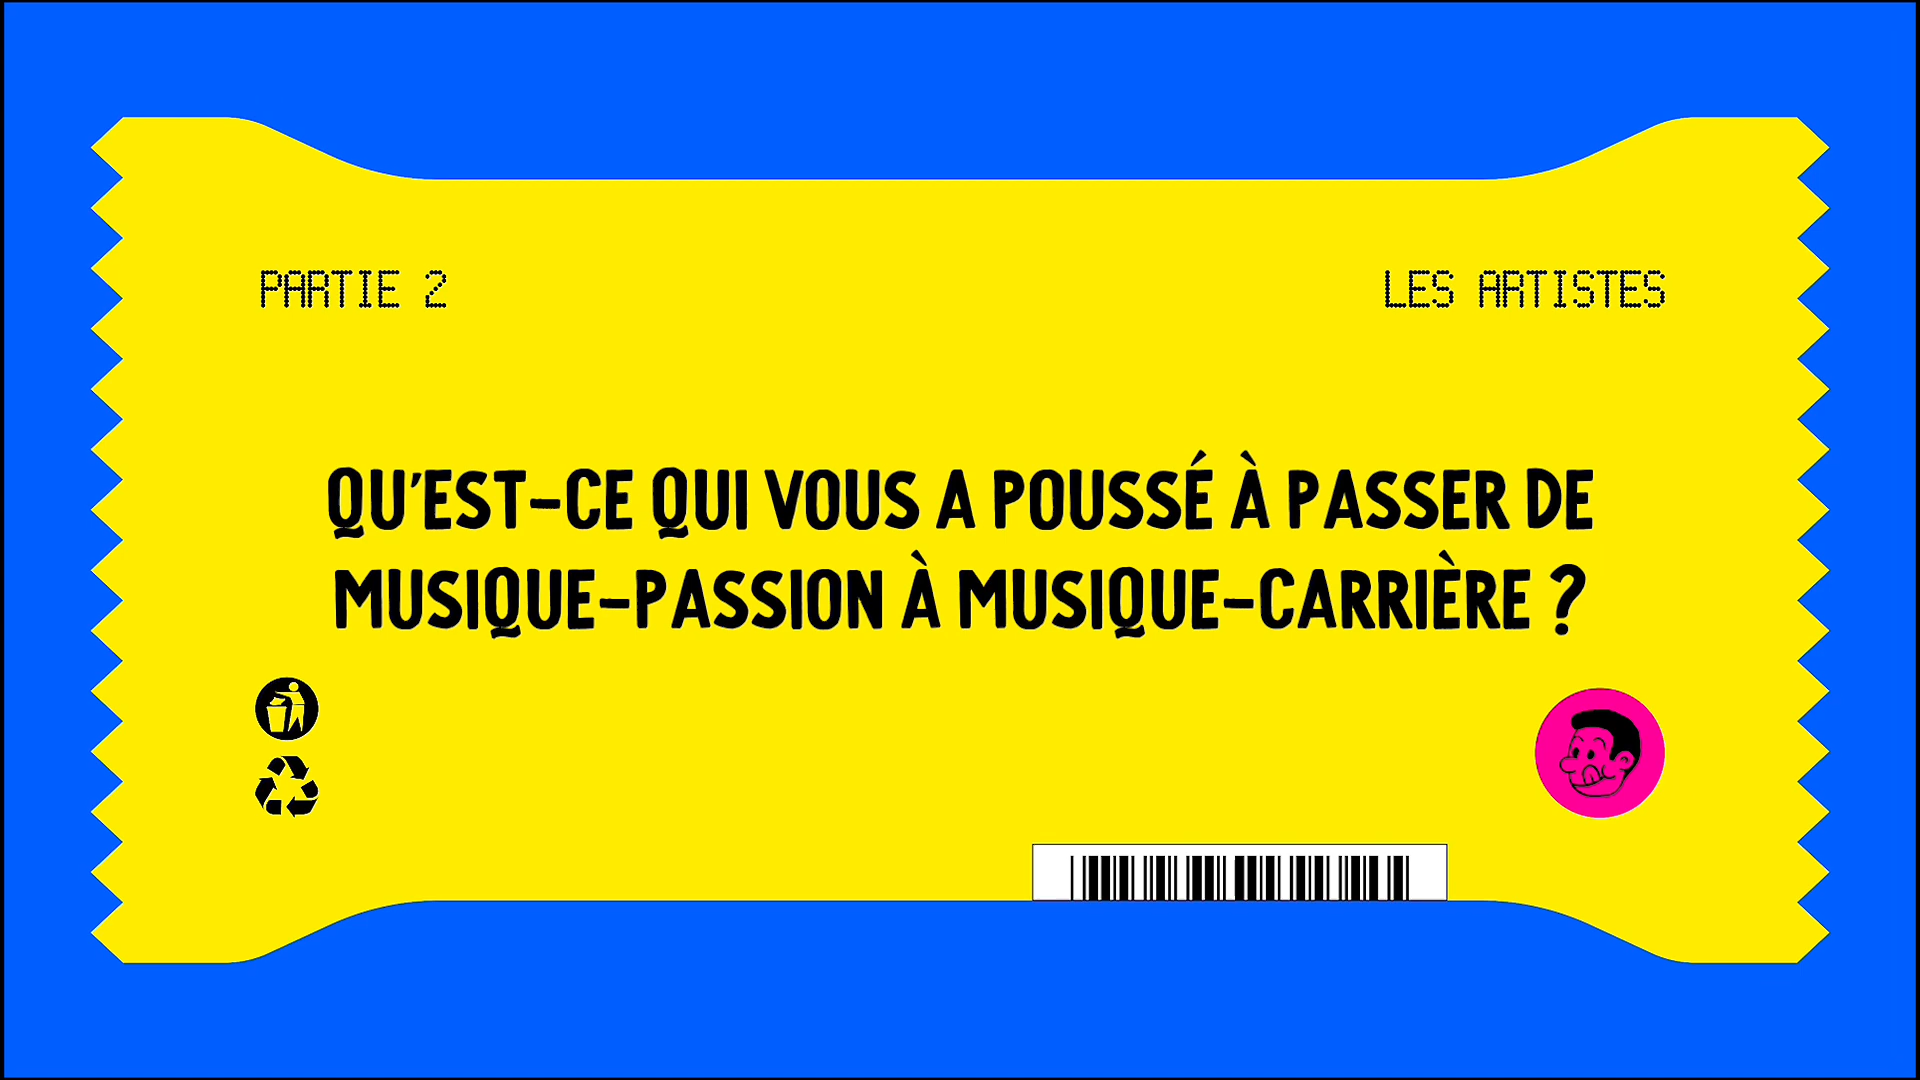 PARTIE 2
LES ARTISTES
QU'EST-CE QUI VOUS A POUSSÉ À PASSER DE
MUSIQUE-PASSION À MUSIQUE-CARRIÈRE ?